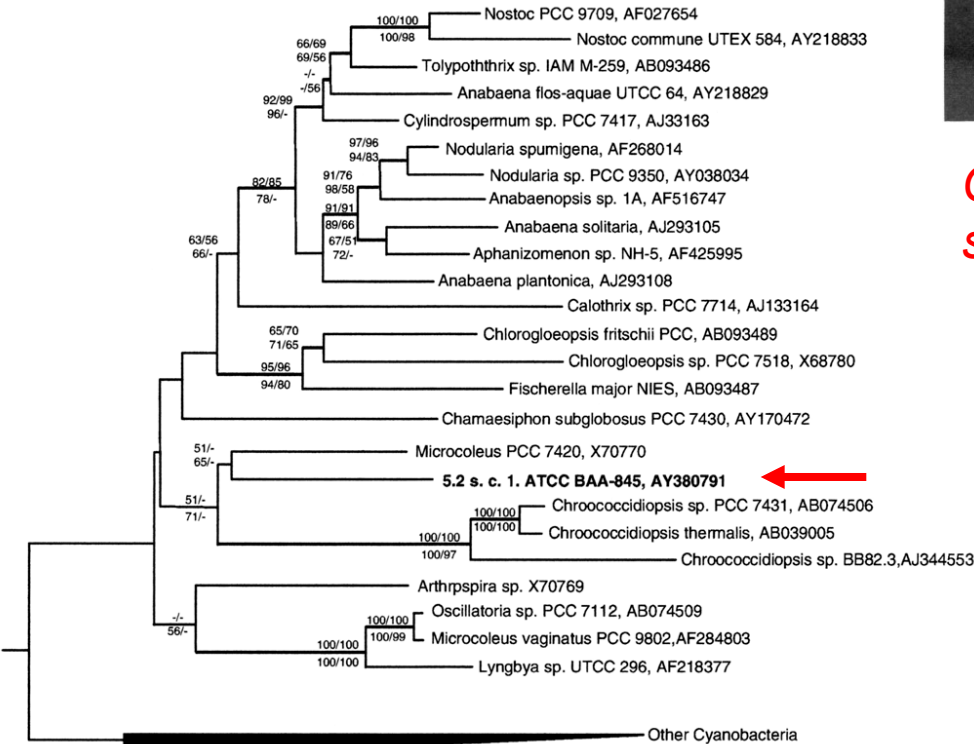 Nostoc PCC 9709, AF027654
100/100
100/98
Nostoc commune UTEX 584, AY218833
66/69
69/56
Tolypoththrix sp. IAM M-259, AB093486
-/-
-/56
Anabaena flos-aquae UTCC 64, AY218829
92/99
96/-
Cylindrospermum sp. PCC 7417, AJ33163
97/96
94/83
Nodularia spumigena, AF268014
91/76
98/58
Nodularia sp. PCC 9350, AY038034
82/85
78/-
Anabaenopsis sp. 1A, AF516747
91/91
89/66
Anabaena solitaria, AJ293105
67/51
72/-
Aphanizomenon sp. NH-5, AF425995
63/56
66/-
Anabaena plantonica, AJ293108
Calothrix sp. PCC 7714, AJ133164
65/70
71/65
Chlorogloeopsis fritschii PCC, AB093489
Chlorogloeopsis sp. PCC 7518, X68780
95/96
94/80
Fischerella major NIES, AB093487
Chamaesiphon subglobosus PCC 7430, AY170472
51/-
65/-
Microcoleus PCC 7420, X70770
5.2 s. c. 1. ATCC BAA-845, AY380791
51/-
71/-
Chroococcidiopsis sp. PCC 7431, AB074506
100/100
100/100
Chroococcidiopsis thermalis, AB039005
100/100
100/97
Chroococcidiopsis sp. BB82.3,AJ344553
Arthrpspira sp. X70769
-/-
56/-
Oscillatoria sp. PCC 7112, AB074509
100/100
100/99
Microcoleus vaginatus PCC 9802,AF284803
100/100
100/100
Lyngbya sp. UTCC 296, AF218377
Other Cyanobacteria